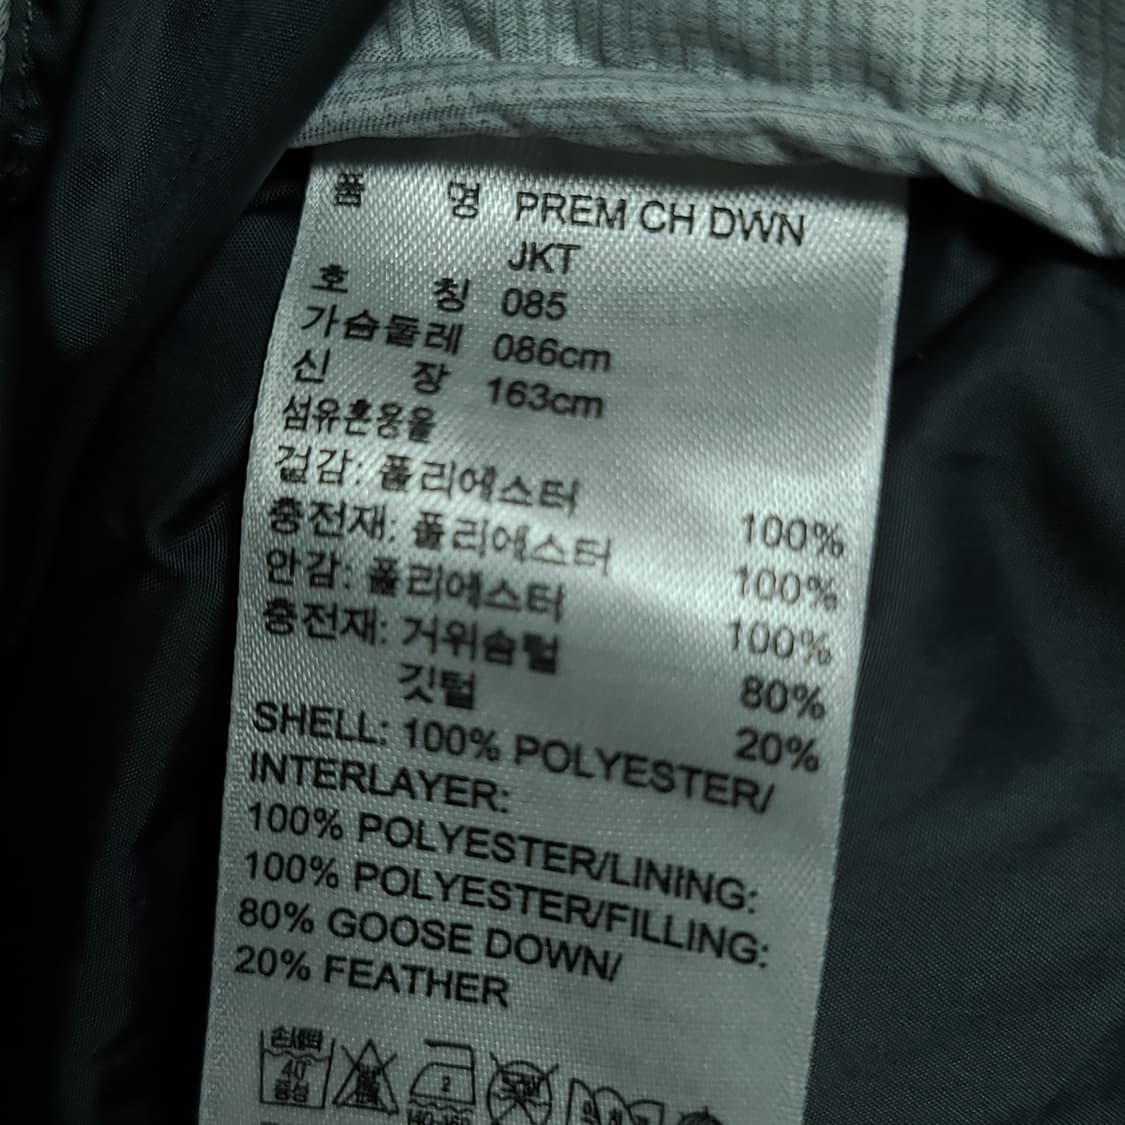 품 명 PREM CH DWN
JKT
호 칭 085
가슴둘레 086cm
신 장 163cm
섬유혼용율
겉감: 폴리에스터 100%
충전재: 폴리에스터 100%
안감: 폴리에스터 100%
충전재: 거위솜털 80%
깃털 20%
SHELL: 100% POLYESTER/
INTERLAYER:
100% POLYESTER/LINING:
100% POLYESTER/FILLING:
80% GOOSE DOWN/
20% FEATHER
손세탁
40
중성
2